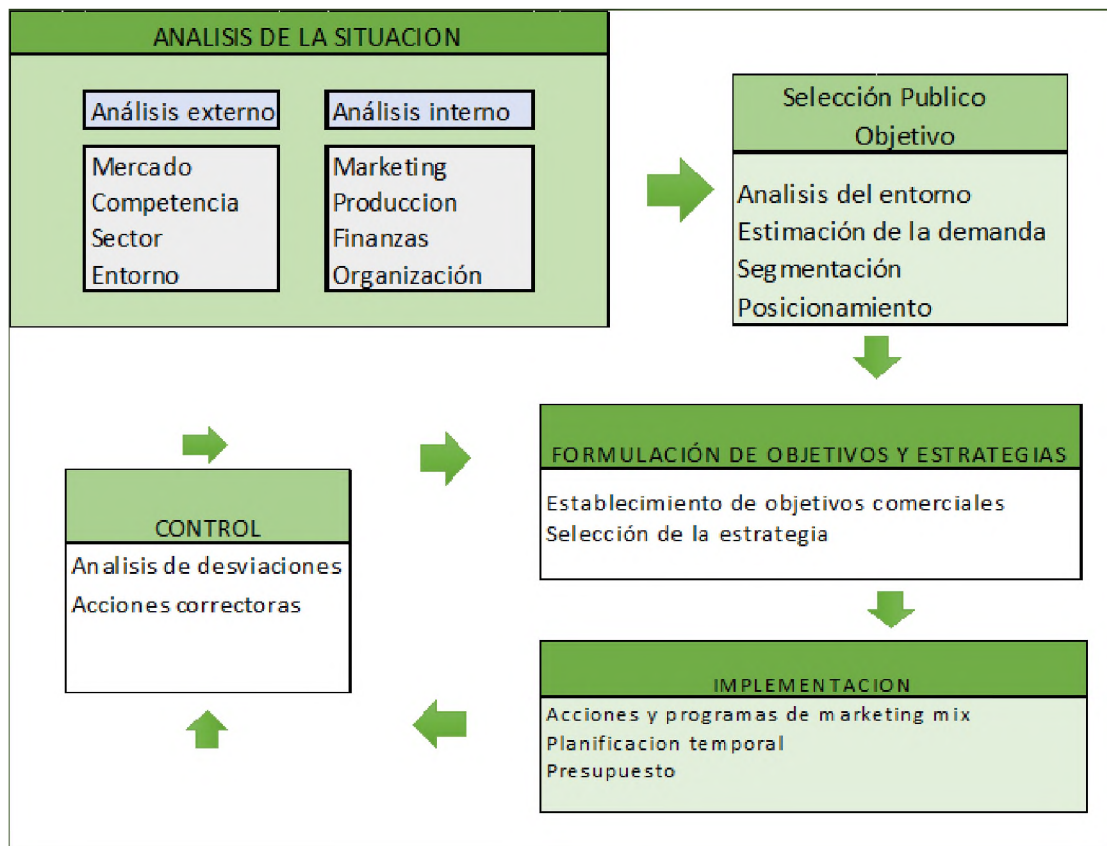 ANALISIS DE LA SITUACION
Análisis externo
Mercado
Competencia
Sector
Entorno
Análisis interno
Marketing
Produccion
Finanzas
Organización
Selección Publico
Objetivo
Analisis del entorno
Estimación de la demanda
Segmentación
Posicionamiento
FORMULACIÓN DE OBJETIVOS Y ESTRATEGIAS
Establecimiento de objetivos comerciales
Selección de la estrategia
IMPLEMENTACION
Acciones y programas de marketing mix
Planificacion temporal
Presupuesto
CONTROL
Analisis de desviaciones
Acciones correctoras